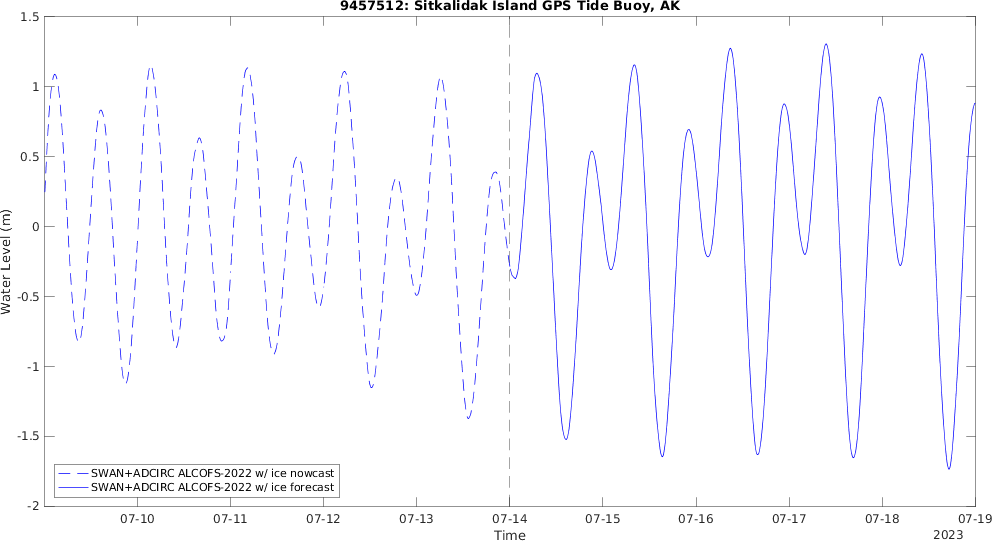 9457512: Sitkalidak Island GPS Tide Buoy, AK
1.5
1
0.5
0
-0.5
-1
-1.5
-2
Water Level (m)
SWAN+ADCIRC ALCOFS-2022 w/ ice nowcast
SWAN+ADCIRC ALCOFS-2022 w/ ice forecast
07-10 07-11 07-12 07-13 07-14 07-15 07-16 07-17 07-18 07-19
Time
2023